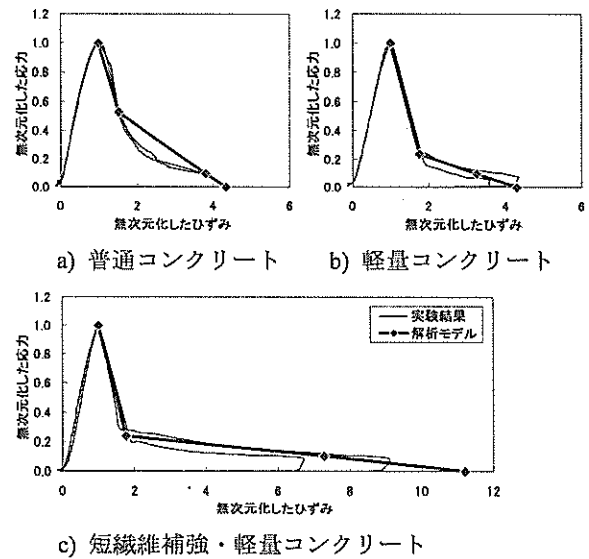 1.2
1.0
0.8
0.6
0.4
0.2
0.0
無次元化した応力
0 2 4 6
無次元化したひずみ
a) 普通コンクリート
1.2
1.0
0.8
0.6
0.4
0.2
0.0
無次元化した応力
0 2 4 6
無次元化したひずみ
b) 軽量コンクリート
1.2
1.0
0.8
0.6
0.4
0.2
0.0
無次元化した応力
実験結果
解析モデル
0 2 4 6 8 10 12
無次元化したひずみ
c) 短繊維補強・軽量コンクリート